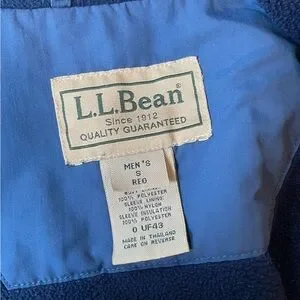 L.L.Bean®
Since 1912
QUALITY GUARANTEED
MEN'S
S
REG
100% POLYESTER
SLEEVE LINING:
100% NYLON
SLEEVE INSULATION
100% POLYESTER
0 UF43
MADE IN THAILAND
CARE ON REVERSE